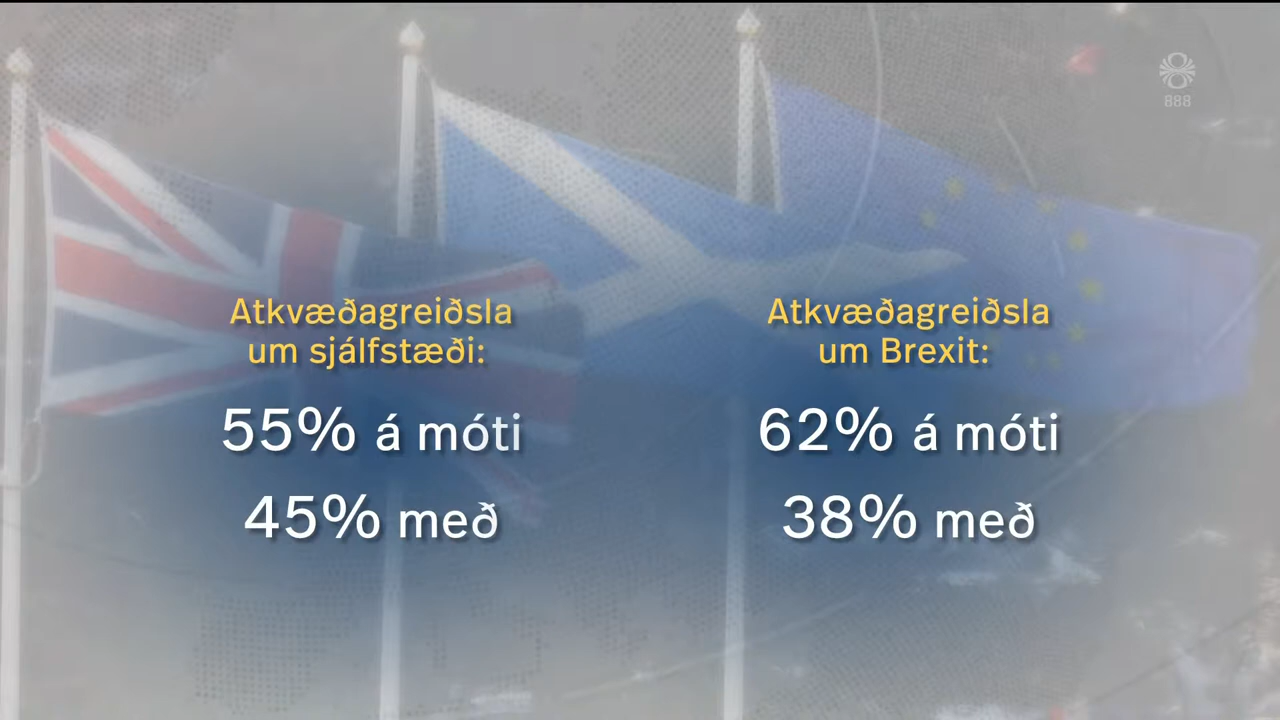 888
Atkvæðagreiðsla
um sjálfstæði:
55% á móti
45% með
Atkvæðagreiðsla
um Brexit:
62% á móti
38% með